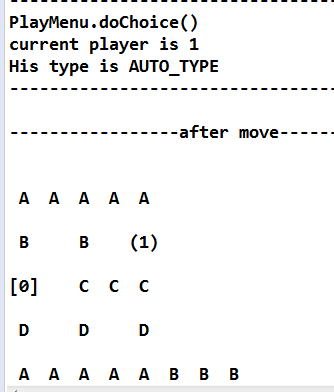 PlayMenu.doChoice()
current player is 1
His type is AUTO_TYPE
-----------------------------------
-----------------after move------
A A A A A
B B (1)
[0] C C C
D D D
A A A A A B B B